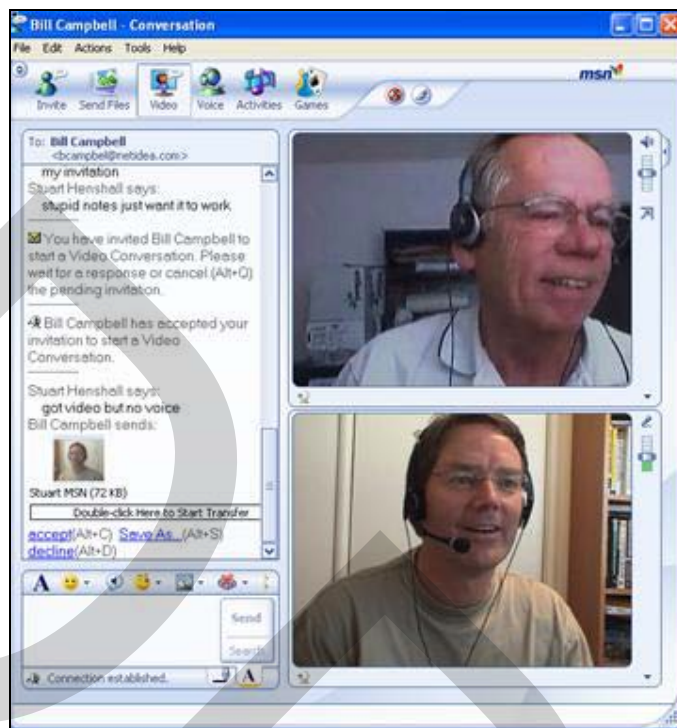 Bill Campbell - Conversation
File Edit Actions Tools Help
Invite Send Files Video Voice Activities Games
msn
To: Bill Campbell
<bcampbel@netidea.com>
my invitation
Stuart Henshall says:
stupid notes just want it to work
You have invited Bill Campbell to
start a Video Conversation. Please
wait for a response or cancel (Alt+Q)
the pending invitation.
Bill Campbell has accepted your
invitation to start a Video
Conversation.
Stuart Henshall says:
got video but no voice
Bill Campbell sends:
Stuart MSN (72 KB)
Double-click Here to Start Transfer
accept(Alt+C) Save As...(Alt+S)
decline(Alt+D)
A
Send
Search
Connection established.
A